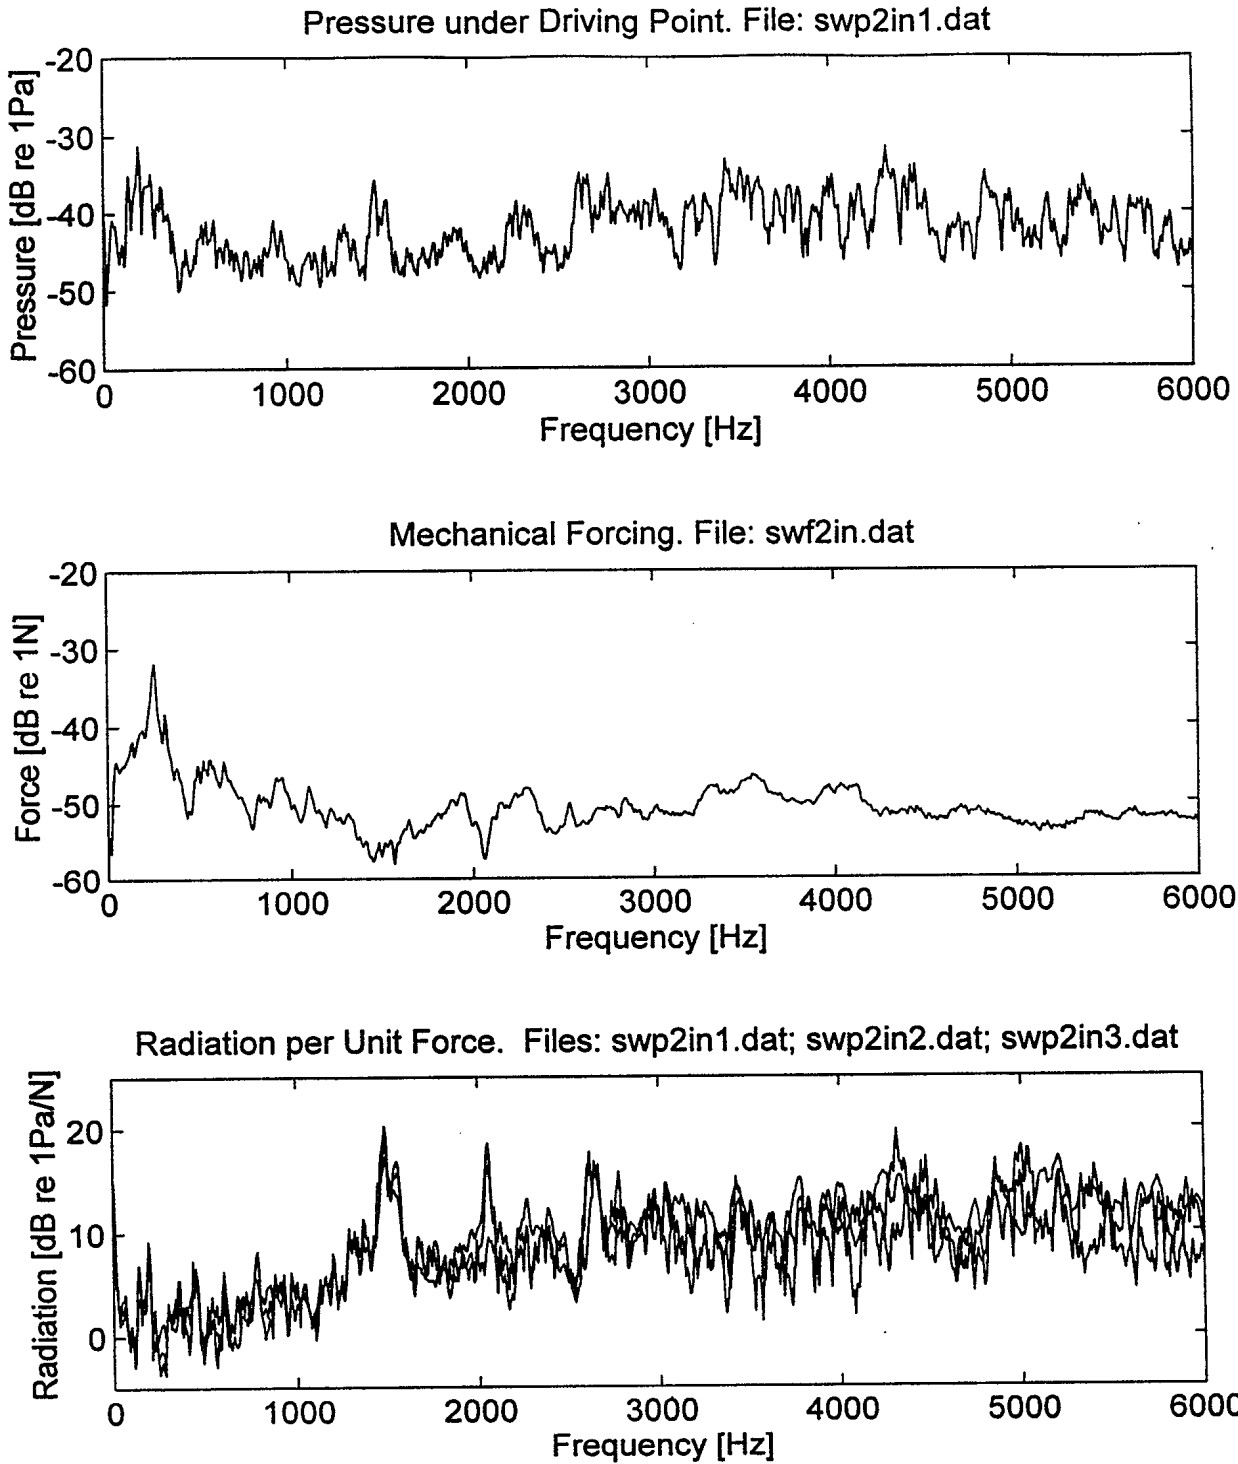 Pressure under Driving Point. File: swp2in1.dat
Pressure [dB re 1Pa]
-20
-30
-40
-50
-60
0 1000 2000 3000 4000 5000 6000
Frequency [Hz]
Mechanical Forcing. File: swf2in.dat
Force [dB re 1N]
-20
-30
-40
-50
-60
0 1000 2000 3000 4000 5000 6000
Frequency [Hz]
Radiation per Unit Force. Files: swp2in1.dat; swp2in2.dat; swp2in3.dat
Radiation [dB re 1Pa/N]
20
10
0
0 1000 2000 3000 4000 5000 6000
Frequency [Hz]